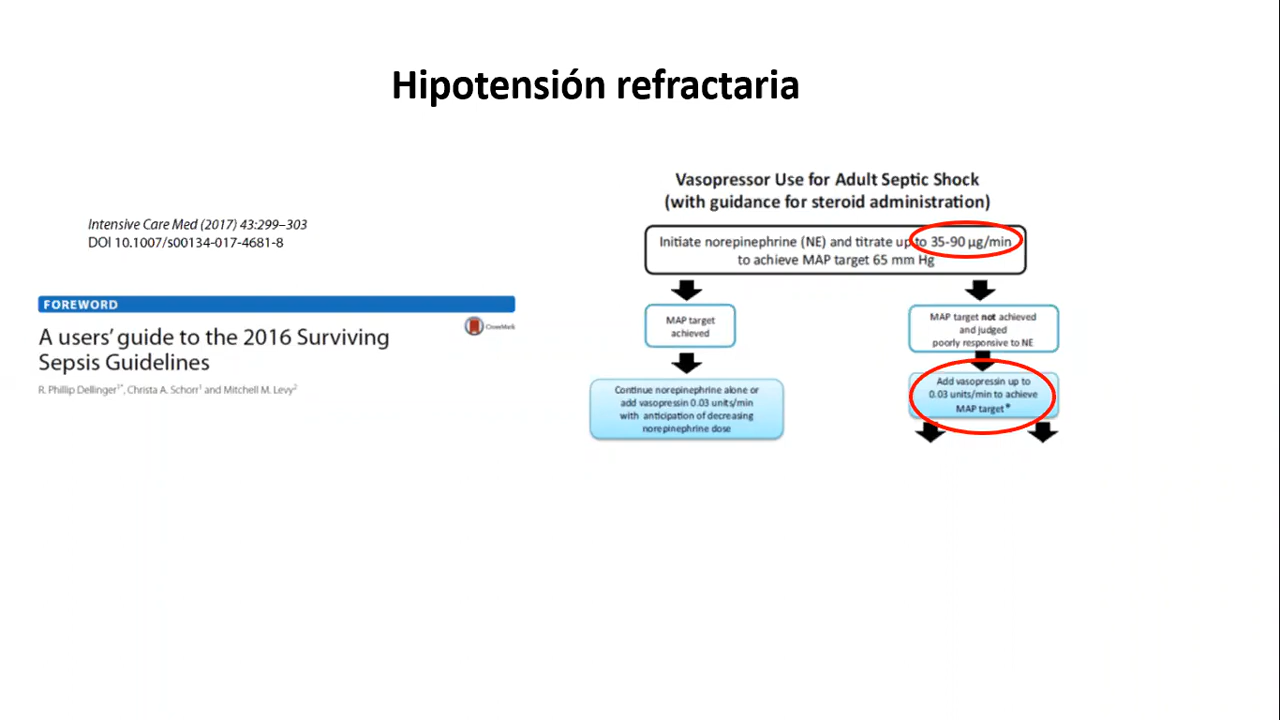 Hipotensión refractaria
Intensive Care Med (2017) 43:299–303
DOI 10.1007/s00134-017-4681-8
FOREWORD
CrossMark
A users’ guide to the 2016 Surviving
Sepsis Guidelines
R. Phillip Dellinger1*, Christa A. Schorr1 and Mitchell M. Levy2
Vasopressor Use for Adult Septic Shock
(with guidance for steroid administration)
Initiate norepinephrine (NE) and titrate up to 35-90 µg/min
to achieve MAP target 65 mm Hg
MAP target
achieved
MAP target not achieved
and judged
poorly responsive to NE
Continue norepinephrine alone or
add vasopressin 0.03 units/min
with anticipation of decreasing
norepinephrine dose
Add vasopressin up to
0.03 units/min to achieve
MAP target*